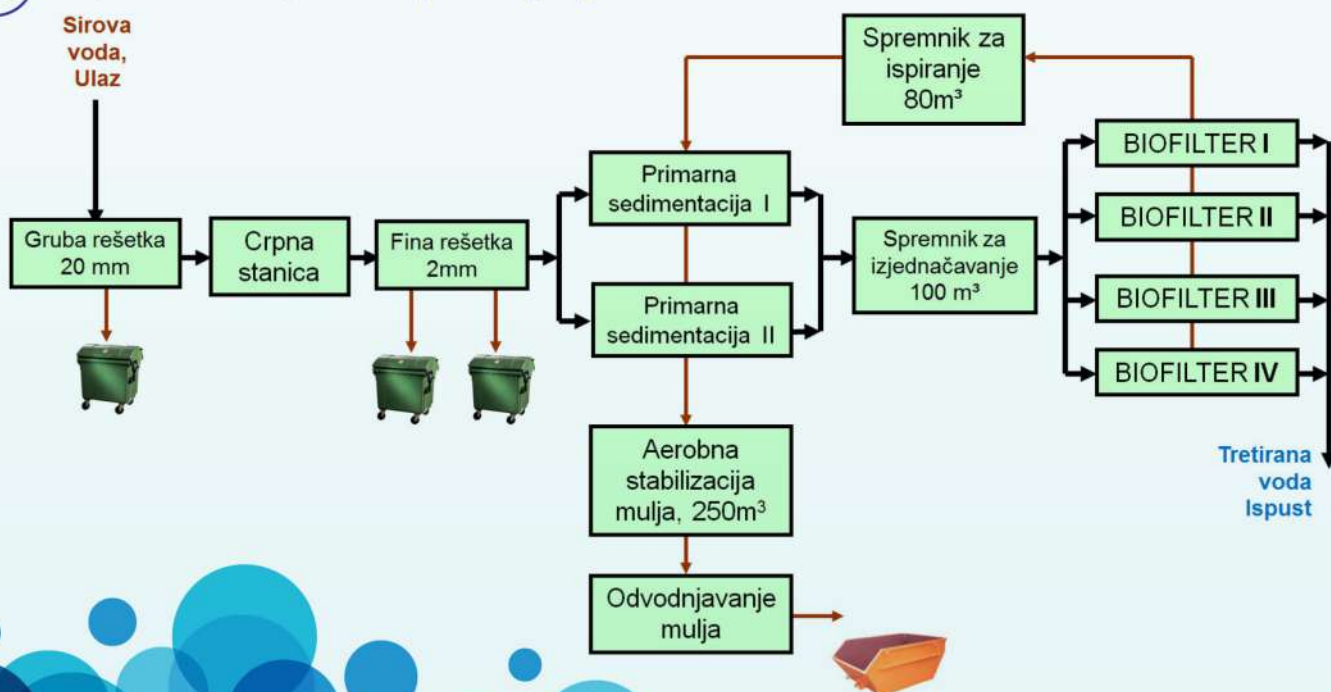 Sirova
voda,
Ulaz
Spremnik za
ispiranje
80m³
Gruba rešetka
20 mm
Crpna
stanica
Fina rešetka
2mm
Primarna
sedimentacija I
Primarna
sedimentacija II
Spremnik za
izjednačavanje
100 m³
BIOFILTER I
BIOFILTER II
BIOFILTER III
BIOFILTER IV
Aerobna
stabilizacija
mulja, 250m³
Odvodnjavanje
mulja
Tretirana
voda
Ispust